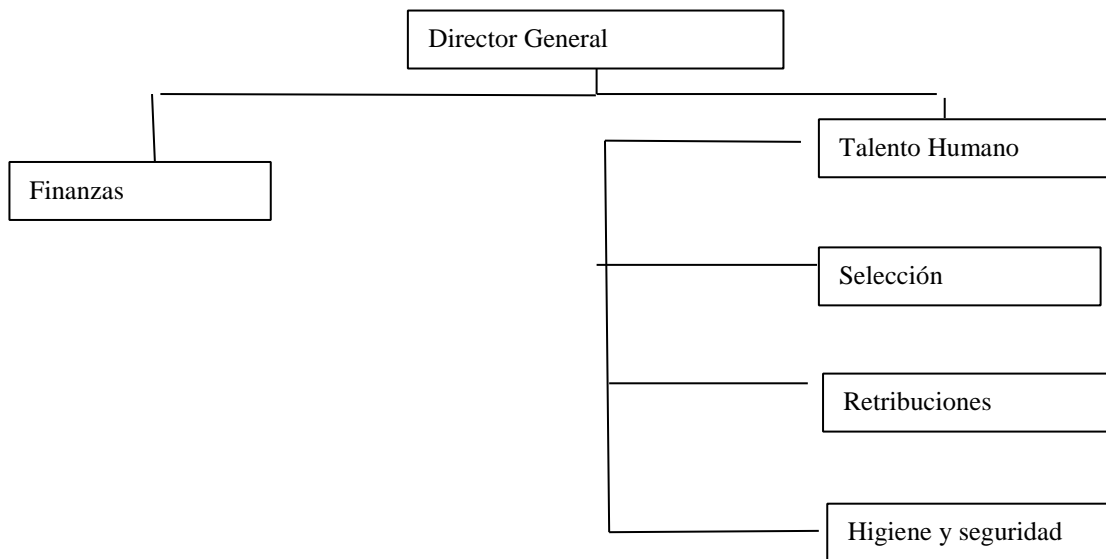 Director General
Talento Humano
Finanzas
Selección
Retribuciones
Higiene y seguridad